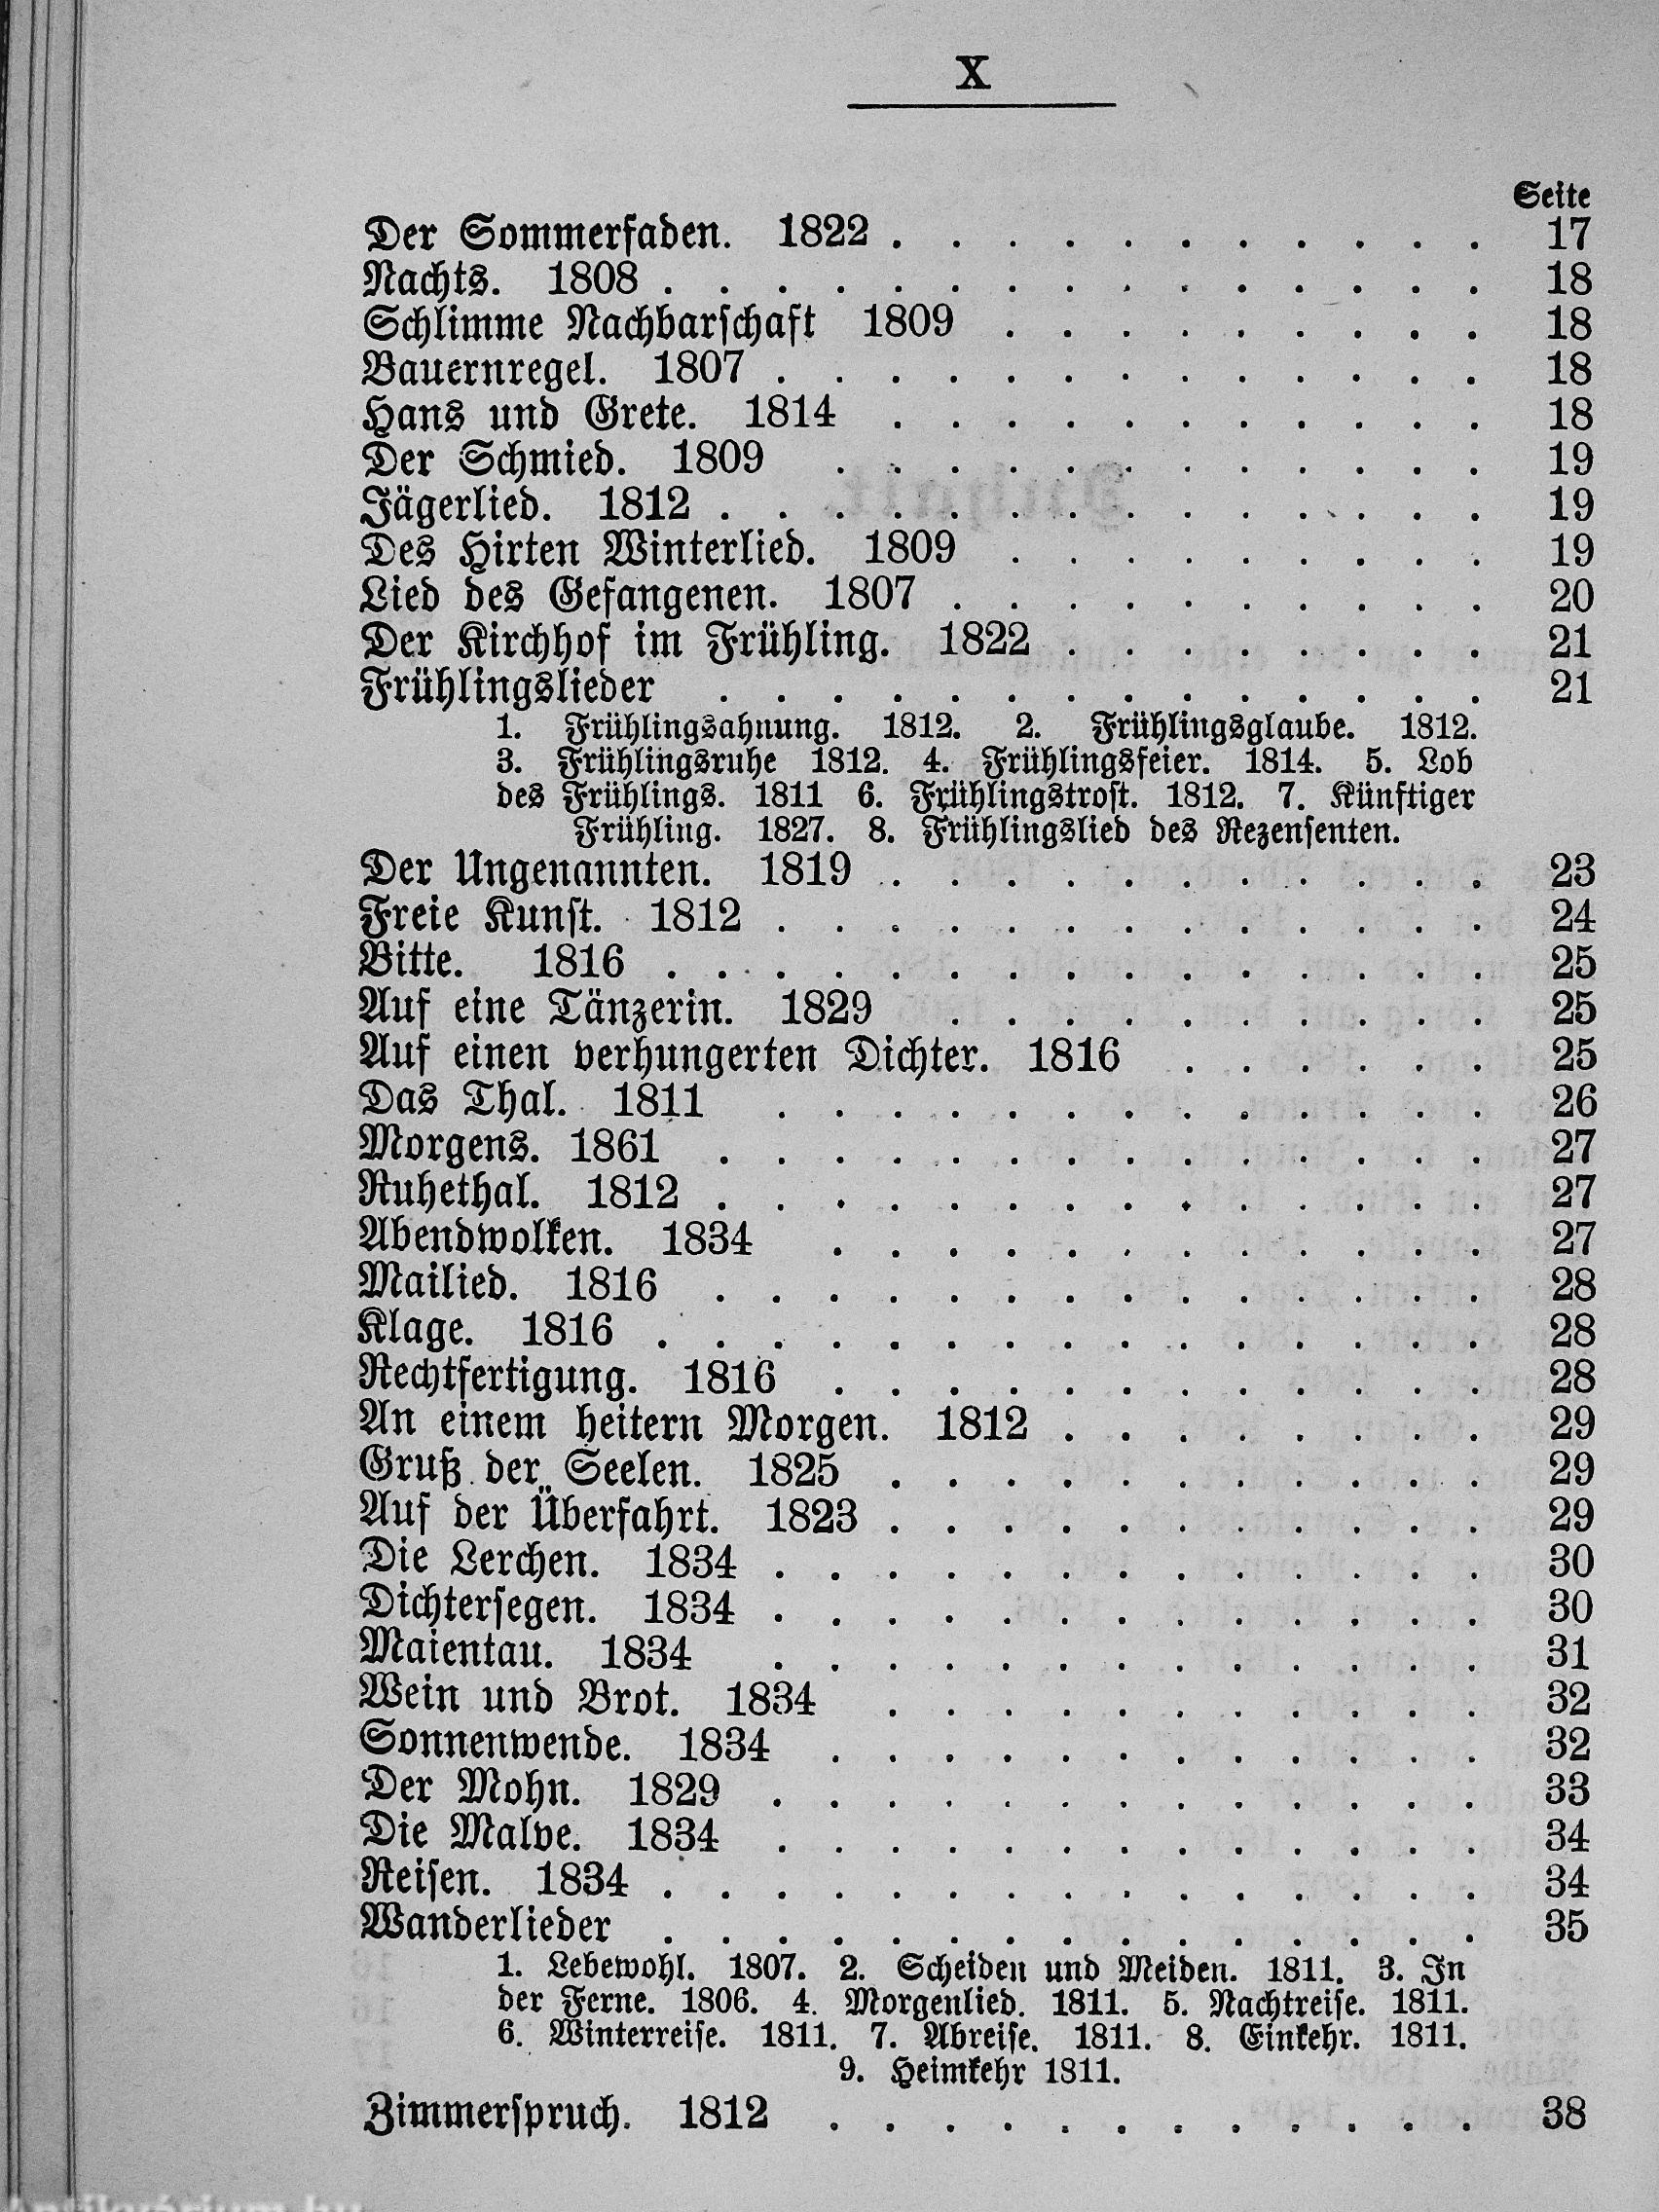 X
Seite
Der Sommerfaden. 1822 . . . . . . . . . . . 17
Nachts. 1808 . . . . . . . . . . . . . . . 18
Schlimme Nachbarschaft 1809 . . . . . . . . . 18
Bauernregel. 1807 . . . . . . . . . . . . . 18
Hans und Grete. 1814 . . . . . . . . . . . 18
Der Schmied. 1809 . . . . . . . . . . . . 19
Jägerlied. 1812 . . . . . . . . . . . . . . 19
Des Hirten Winterlied. 1809 . . . . . . . . . 19
Lied des Gefangenen. 1807 . . . . . . . . . . 20
Der Kirchhof im Frühling. 1822 . . . . . . . . 21
Frühlingslieder . . . . . . . . . . . . . . 21
1. Frühlingsahnung. 1812. 2. Frühlingsglaube. 1812.
3. Frühlingsruhe 1812. 4. Frühlingsfeier. 1814. 5. Lob
des Frühlings. 1811 6. Frühlingstrost. 1812. 7. Künftiger
Frühling. 1827. 8. Frühlingslied des Rezensenten.
Der Ungenannten. 1819 . . . . . . . . . . . 23
Freie Kunst. 1812 . . . . . . . . . . . . . 24
Bitte. 1816 . . . . . . . . . . . . . . . 25
Auf eine Tänzerin. 1829 . . . . . . . . . . 25
Auf einen verhungerten Dichter. 1816 . . . . . . 25
Das Thal. 1811 . . . . . . . . . . . . . 26
Morgens. 1861 . . . . . . . . . . . . . . 27
Ruhethal. 1812 . . . . . . . . . . . . . . 27
Abendwolken. 1834 . . . . . . . . . . . . 27
Mailied. 1816 . . . . . . . . . . . . . . 28
Klage. 1816 . . . . . . . . . . . . . . . 28
Rechtfertigung. 1816 . . . . . . . . . . . . 28
An einem heitern Morgen. 1812 . . . . . . . . 29
Gruß der Seelen. 1825 . . . . . . . . . . . 29
Auf der Überfahrt. 1823 . . . . . . . . . . . 29
Die Lerchen. 1834 . . . . . . . . . . . . . 30
Dichtersegen. 1834 . . . . . . . . . . . . . 30
Maientau. 1834 . . . . . . . . . . . . . 31
Wein und Brot. 1834 . . . . . . . . . . . 32
Sonnenwende. 1834 . . . . . . . . . . . . 32
Der Mohn. 1829 . . . . . . . . . . . . . 33
Die Malve. 1834 . . . . . . . . . . . . . 34
Reisen. 1834 . . . . . . . . . . . . . . . 34
Wanderlieder . . . . . . . . . . . . . . . 35
1. Lebewohl. 1807. 2. Scheiden und Meiden. 1811. 3. In
der Ferne. 1806. 4. Morgenlied. 1811. 5. Nachtreise. 1811.
6. Winterreise. 1811. 7. Abreise. 1811. 8. Einkehr. 1811.
9. Heimkehr 1811.
Zimmerspruch. 1812 . . . . . . . . . . . . 38